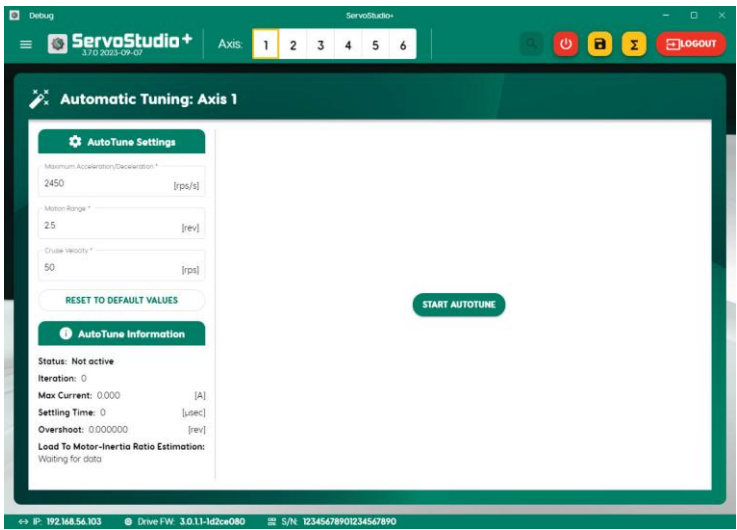 Debug
ServoStudio+
ServoStudio+
3.7.0 2023-09-07
Axis:
1 2 3 4 5 6
Σ
LOGOUT
Automatic Tuning: Axis 1
AutoTune Settings
Maximum Acceleration/Deceleration *
2450 [rps/s]
Motion Range *
2.5 [rev]
Cruise Velocity *
50 [rps]
RESET TO DEFAULT VALUES
START AUTOTUNE
AutoTune Information
Status: Not active
Iteration: 0
Max Current: 0.000 [A]
Settling Time: 0 [µsec]
Overshoot: 0.000000 [rev]
Load To Motor-Inertia Ratio Estimation:
Waiting for data
IP: 192.168.56.103 Drive FW: 3.0.1.1-1d2ce080 S/N: 12345678901234567890